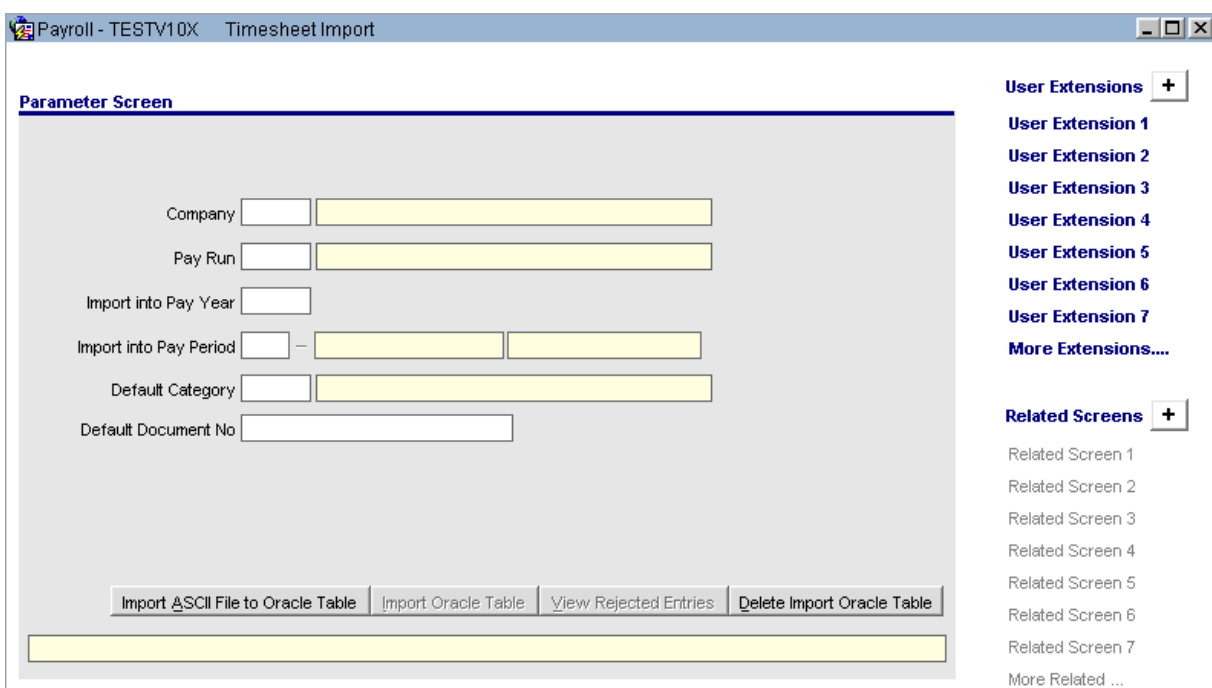 Payroll - TESTV10X Timesheet Import
Parameter Screen
Company
Pay Run
Import into Pay Year
Import into Pay Period –
Default Category
Default Document No
Import ASCII File to Oracle Table Import Oracle Table View Rejected Entries Delete Import Oracle Table
User Extensions +
User Extension 1
User Extension 2
User Extension 3
User Extension 4
User Extension 5
User Extension 6
User Extension 7
More Extensions....
Related Screens +
Related Screen 1
Related Screen 2
Related Screen 3
Related Screen 4
Related Screen 5
Related Screen 6
Related Screen 7
More Related ...